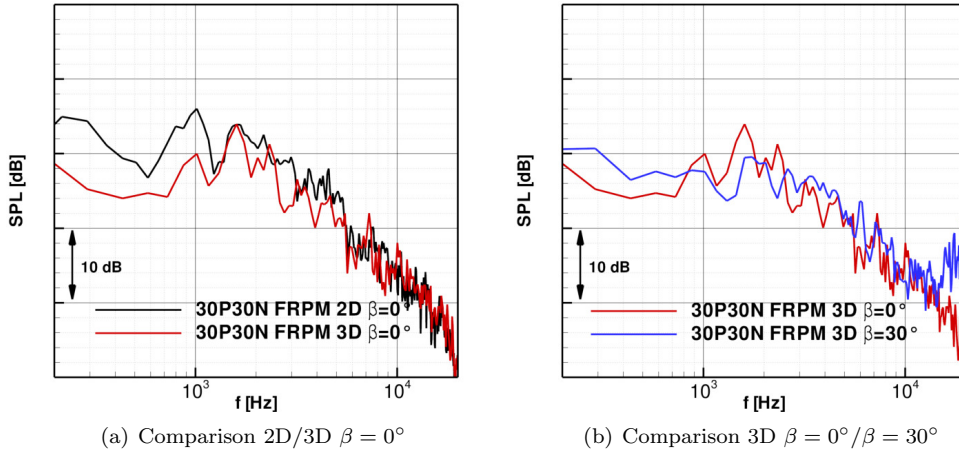 SPL [dB]
10 dB
30P30N FRPM 2D β=0°
30P30N FRPM 3D β=0°
10³
10⁴
f [Hz]
(a) Comparison 2D/3D β = 0°
SPL [dB]
10 dB
30P30N FRPM 3D β=0°
30P30N FRPM 3D β=30°
10³
10⁴
f [Hz]
(b) Comparison 3D β = 0°/β = 30°